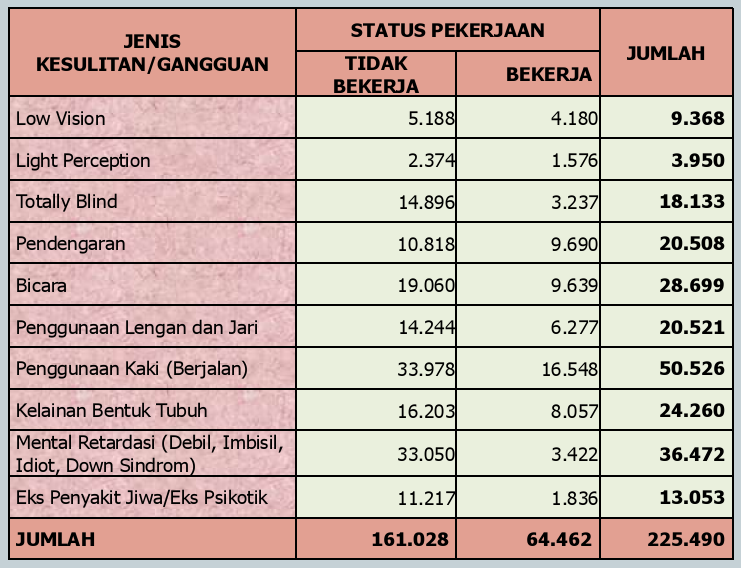 JENIS KESULITAN/GANGGUAN STATUS PEKERJAAN JUMLAH
TIDAK BEKERJA BEKERJA
Low Vision 5.188 4.180 9.368
Light Perception 2.374 1.576 3.950
Totally Blind 14.896 3.237 18.133
Pendengaran 10.818 9.690 20.508
Bicara 19.060 9.639 28.699
Penggunaan Lengan dan Jari 14.244 6.277 20.521
Penggunaan Kaki (Berjalan) 33.978 16.548 50.526
Kelainan Bentuk Tubuh 16.203 8.057 24.260
Mental Retardasi (Debil, Imbisil,
Idiot, Down Sindrom) 33.050 3.422 36.472
Eks Penyakit Jiwa/Eks Psikotik 11.217 1.836 13.053
JUMLAH 161.028 64.462 225.490